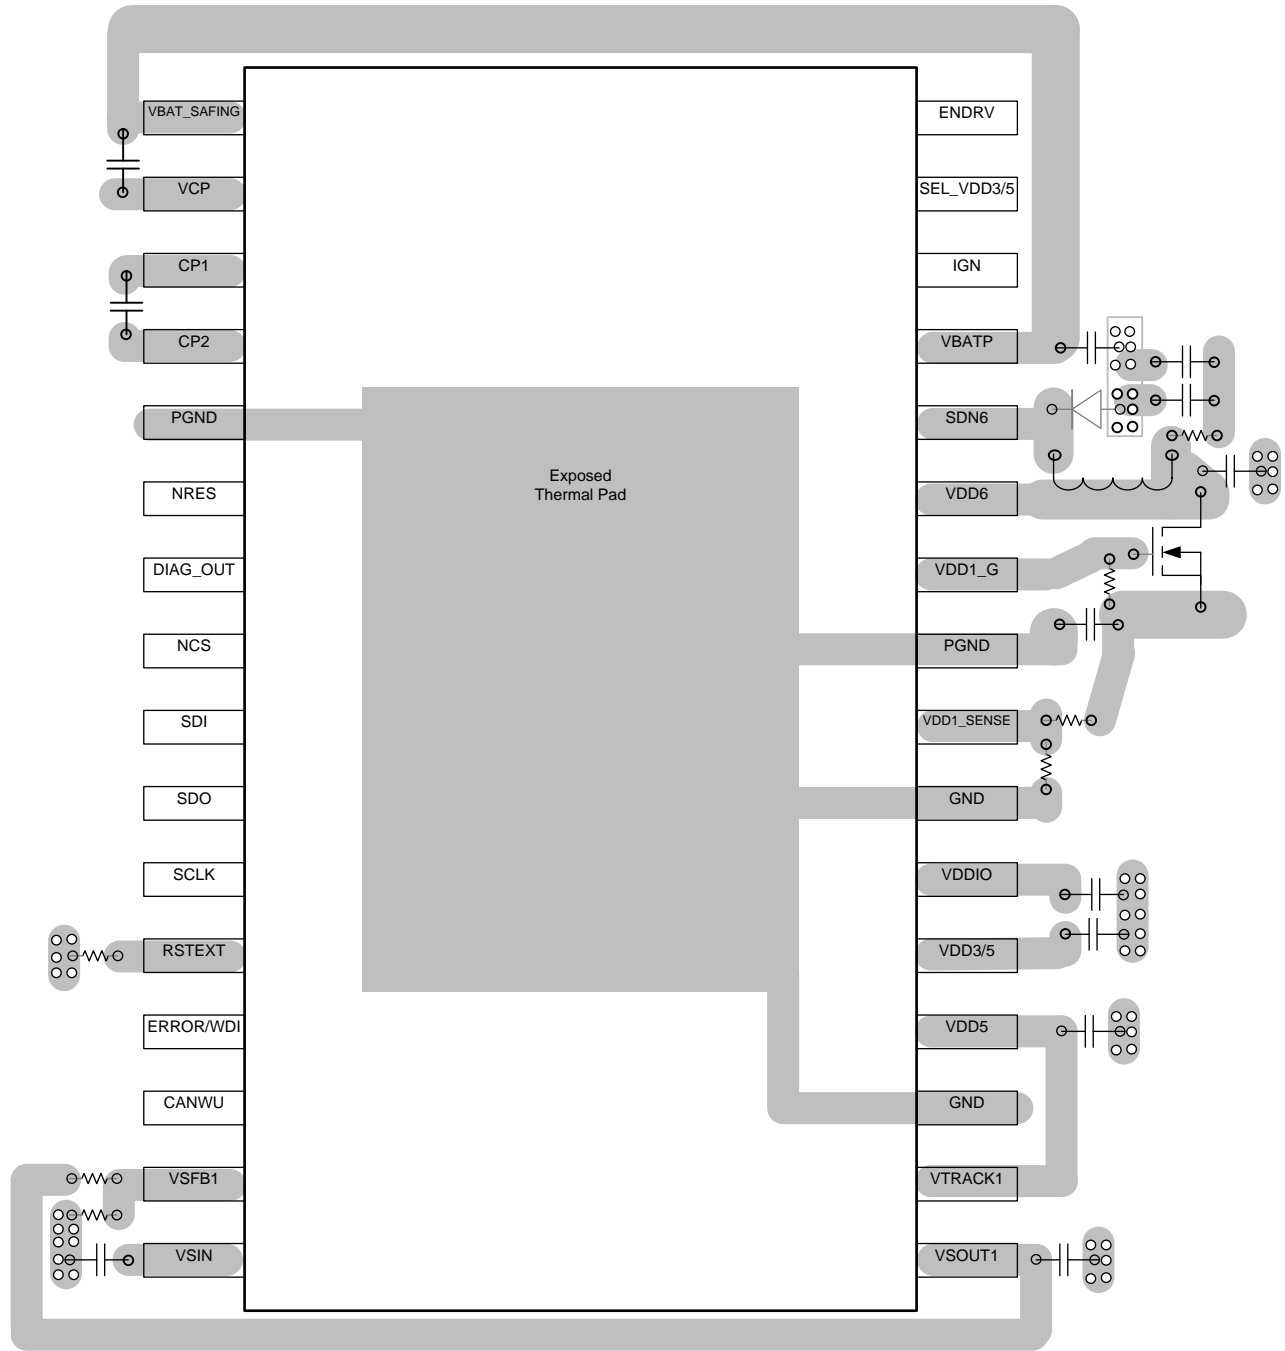 VBAT_SAFING
VCP
CP1
CP2
PGND
NRES
DIAG_OUT
NCS
SDI
SDO
SCLK
RSTEXT
ERROR/WDI
CANWU
VSFB1
VSIN
Exposed
Thermal Pad
ENDRV
SEL_VDD3/5
IGN
VBATP
SDN6
VDD6
VDD1_G
PGND
VDD1_SENSE
GND
VDDIO
VDD3/5
VDD5
GND
VTRACK1
VSOUT1